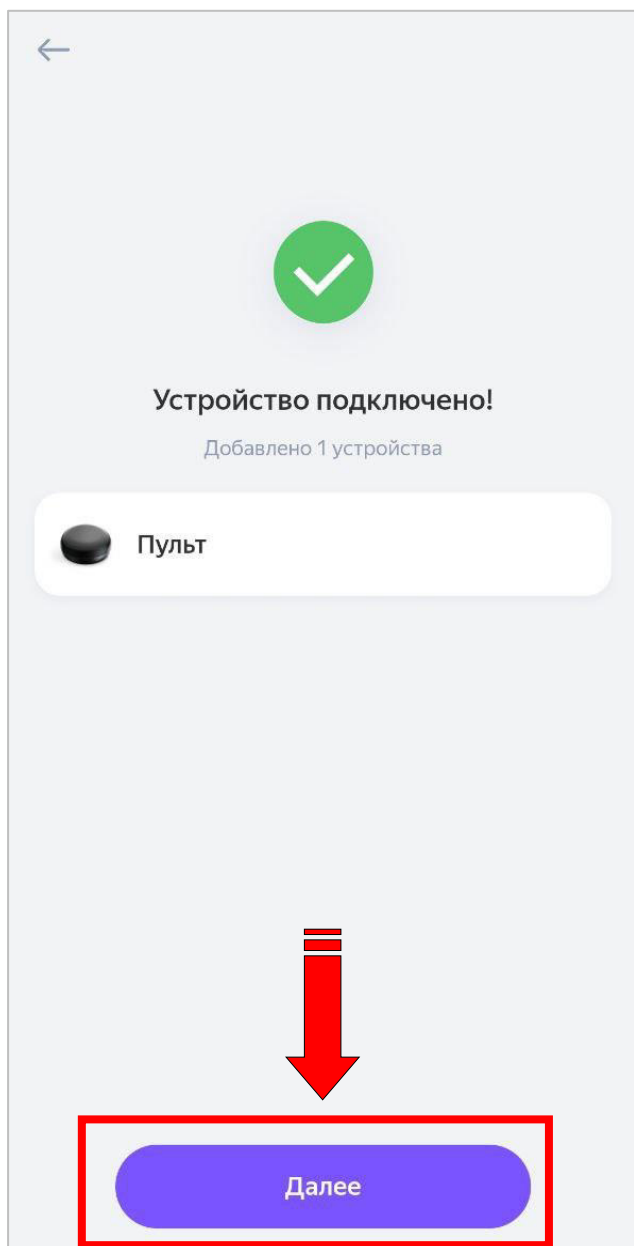 Устройство подключено!
Добавлено 1 устройства
Пульт
Далее